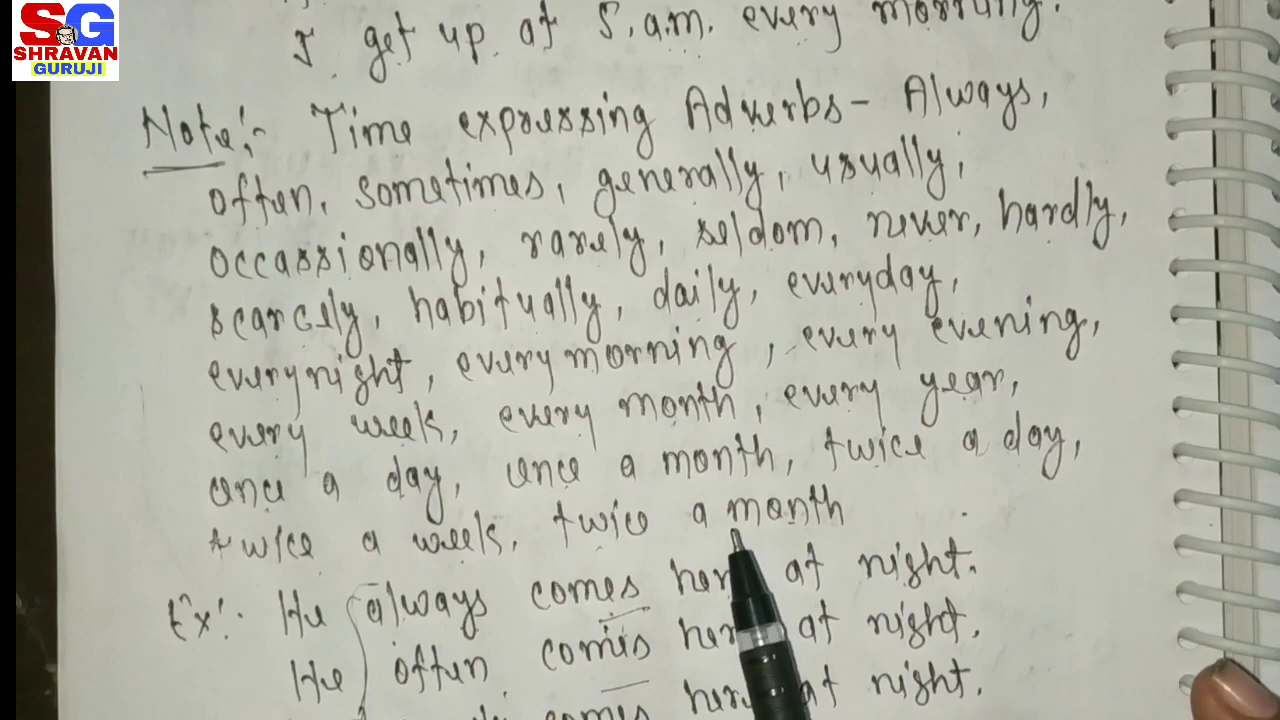 SG
SHRAVAN
GURUJI
I get up at 5 a.m. every morning.
Note:- Time expressing Adverbs - Always,
often, sometimes, generally, usually,
occassionally, rarely, seldom, never, hardly,
scarcely, habitually, daily, everyday,
everynight, every morning, every evening,
every week, every month, every year,
once a day, once a month, twice a day,
twice a week, twice a month
Ex:- He always comes here at night.
He often comes here at night.
comes here at night.